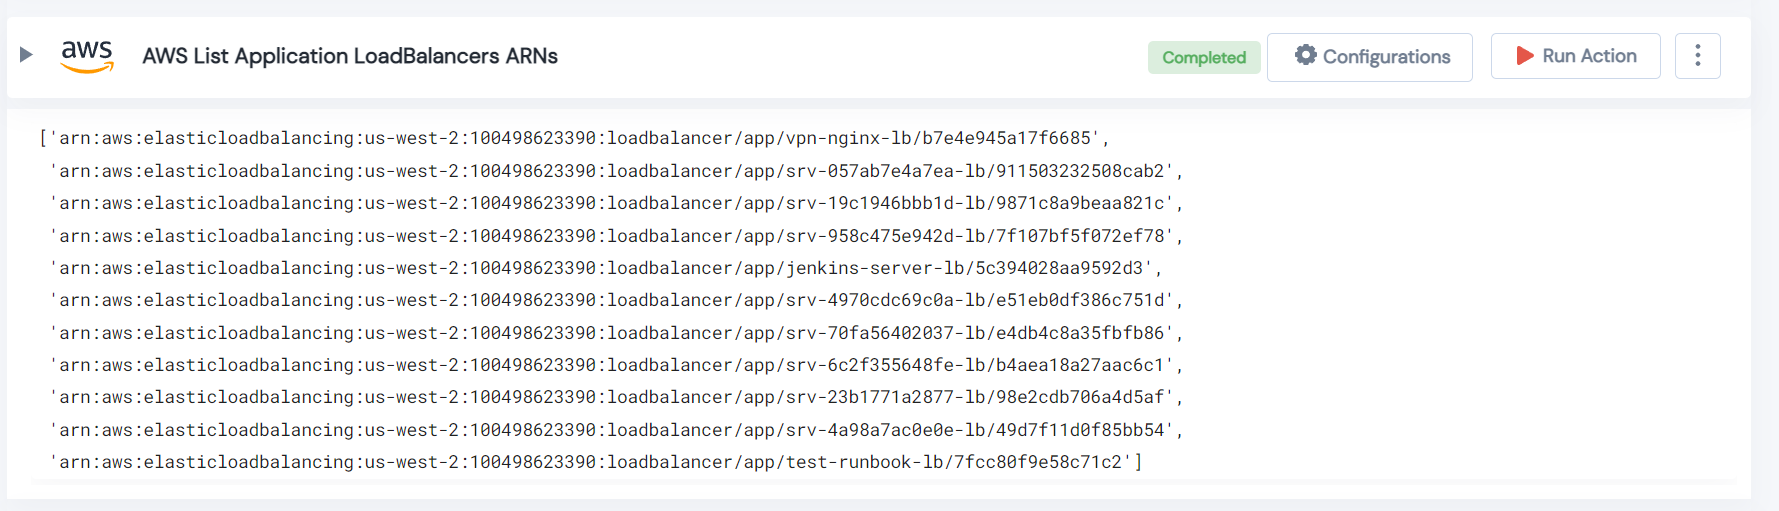 aws
AWS List Application LoadBalancers ARNs
Completed
Configurations
Run Action
['arn:aws:elasticloadbalancing:us-west-2:100498623390:loadbalancer/app/vpn-nginx-lb/b7e4e945a17f6685',
'arn:aws:elasticloadbalancing:us-west-2:100498623390:loadbalancer/app/srv-057ab7e4a7ea-lb/911503232508cab2',
'arn:aws:elasticloadbalancing:us-west-2:100498623390:loadbalancer/app/srv-19c1946bbb1d-lb/9871c8a9beaa821c',
'arn:aws:elasticloadbalancing:us-west-2:100498623390:loadbalancer/app/srv-958c475e942d-lb/7f107bf5f072ef78',
'arn:aws:elasticloadbalancing:us-west-2:100498623390:loadbalancer/app/jenkins-server-lb/5c394028aa9592d3',
'arn:aws:elasticloadbalancing:us-west-2:100498623390:loadbalancer/app/srv-4970cdc69c0a-lb/e51eb0df386c751d',
'arn:aws:elasticloadbalancing:us-west-2:100498623390:loadbalancer/app/srv-70fa56402037-lb/e4db4c8a35fbfb86',
'arn:aws:elasticloadbalancing:us-west-2:100498623390:loadbalancer/app/srv-6c2f355648fe-lb/b4aea18a27aac6c1',
'arn:aws:elasticloadbalancing:us-west-2:100498623390:loadbalancer/app/srv-23b1771a2877-lb/98e2cdb706a4d5af',
'arn:aws:elasticloadbalancing:us-west-2:100498623390:loadbalancer/app/srv-4a98a7ac0e0e-lb/49d7f11d0f85bb54',
'arn:aws:elasticloadbalancing:us-west-2:100498623390:loadbalancer/app/test-runbook-lb/7fcc80f9e58c71c2']